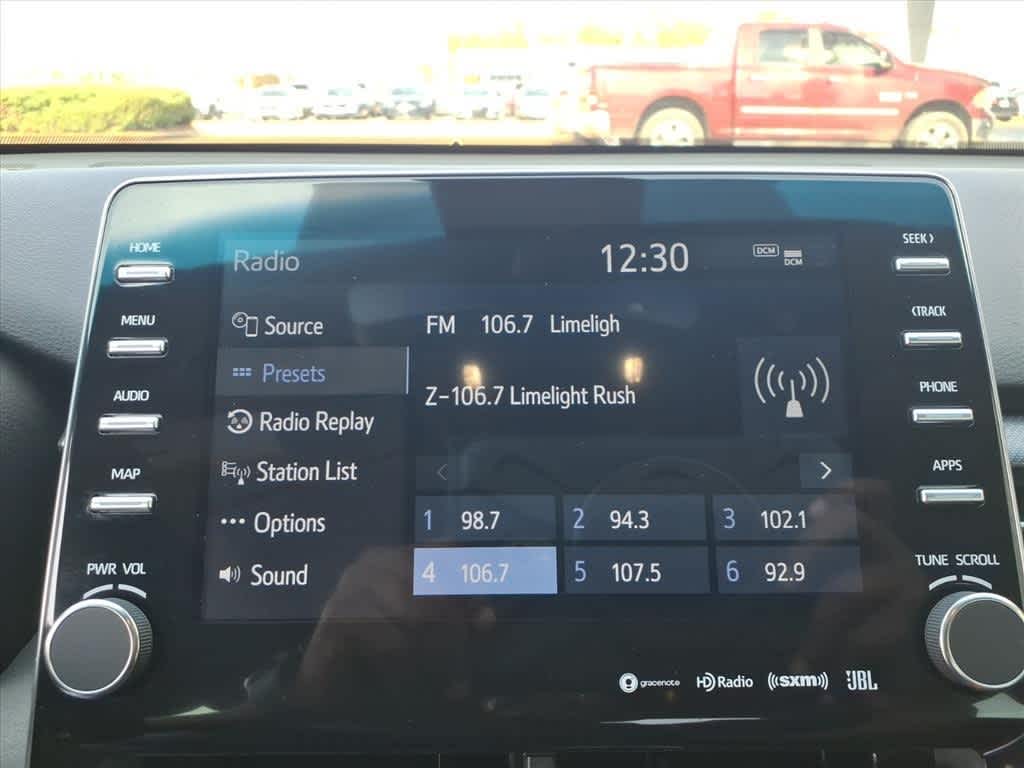 HOME
MENU
AUDIO
MAP
PWR VOL
Radio
12:30
DCM
DCM
Source
Presets
Radio Replay
Station List
Options
Sound
FM 106.7 Limeligh
Z-106.7 Limelight Rush
< >
1 98.7
2 94.3
3 102.1
4 106.7
5 107.5
6 92.9
SEEK >
< TRACK
PHONE
APPS
TUNE SCROLL
gracenote
HD Radio
((sxm))
JBL